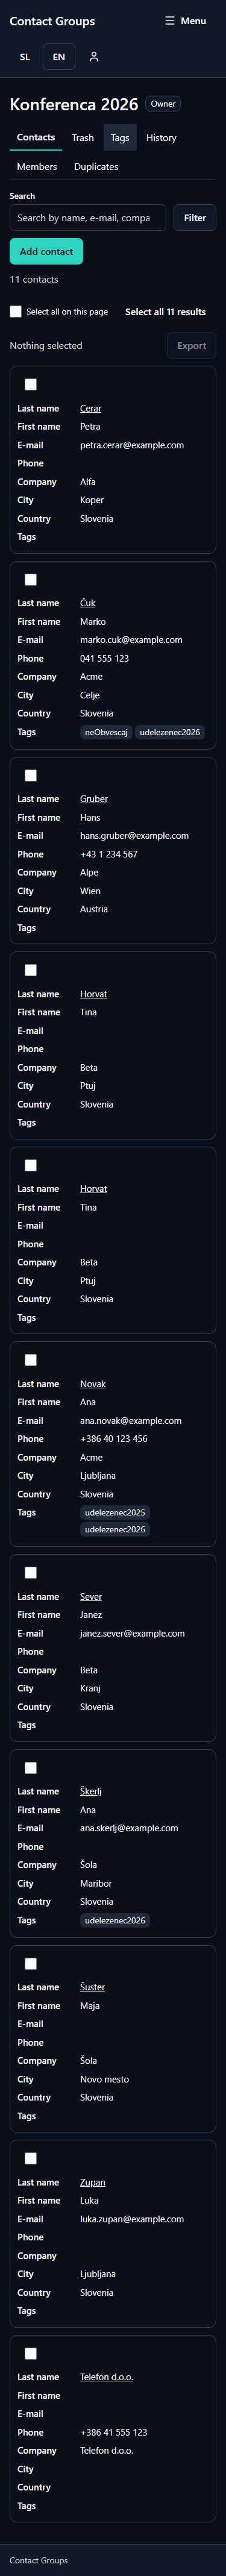 Contact Groups
Menu
SL
EN
Konferenca 2026
Owner
Contacts
Trash
Tags
History
Members
Duplicates
Search
Search by name, e-mail, compa
Filter
Add contact
11 contacts
Select all on this page
Select all 11 results
Nothing selected
Export
Last name Cerar
First name Petra
E-mail petra.cerar@example.com
Phone
Company Alfa
City Koper
Country Slovenia
Tags
Last name Čuk
First name Marko
E-mail marko.cuk@example.com
Phone 041 555 123
Company Acme
City Celje
Country Slovenia
Tags neObvescaj udelezenec2026
Last name Gruber
First name Hans
E-mail hans.gruber@example.com
Phone +43 1 234 567
Company Alpe
City Wien
Country Austria
Tags
Last name Horvat
First name Tina
E-mail
Phone
Company Beta
City Ptuj
Country Slovenia
Tags
Last name Horvat
First name Tina
E-mail
Phone
Company Beta
City Ptuj
Country Slovenia
Tags
Last name Novak
First name Ana
E-mail ana.novak@example.com
Phone +386 40 123 456
Company Acme
City Ljubljana
Country Slovenia
Tags udelezenec2025
udelezenec2026
Last name Sever
First name Janez
E-mail janez.sever@example.com
Phone
Company Beta
City Kranj
Country Slovenia
Tags
Last name Škerlj
First name Ana
E-mail ana.skerlj@example.com
Phone
Company Šola
City Maribor
Country Slovenia
Tags udelezenec2026
Last name Šuster
First name Maja
E-mail
Phone
Company Šola
City Novo mesto
Country Slovenia
Tags
Last name Zupan
First name Luka
E-mail luka.zupan@example.com
Phone
Company
City Ljubljana
Country Slovenia
Tags
Last name Telefon d.o.o.
First name
E-mail
Phone +386 41 555 123
Company Telefon d.o.o.
City
Country
Tags
Contact Groups